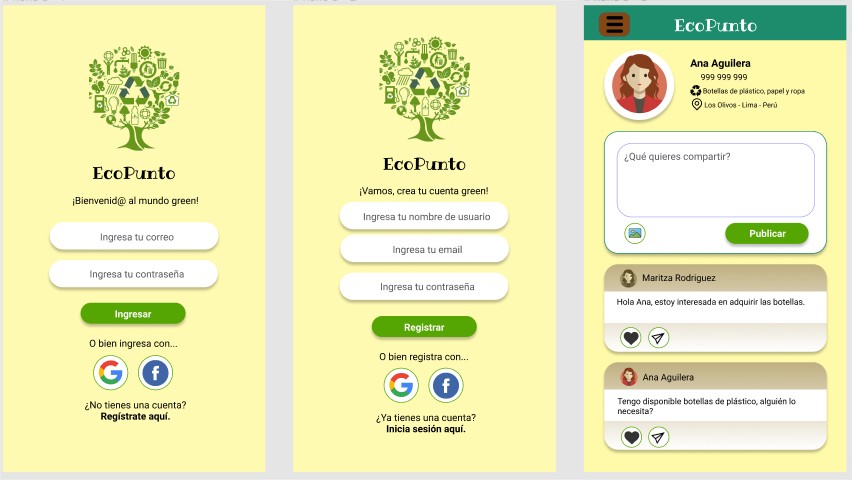 EcoPunto
¡Bienvenid@ al mundo green!
Ingresa tu correo
Ingresa tu contraseña
Ingresar
O bien ingresa con...
¿No tienes una cuenta?
Regístrate aquí.
EcoPunto
¡Vamos, crea tu cuenta green!
Ingresa tu nombre de usuario
Ingresa tu email
Ingresa tu contraseña
Registrar
O bien registra con...
¿Ya tienes una cuenta?
Inicia sesión aquí.
EcoPunto
Ana Aguilera
999 999 999
Botellas de plástico, papel y ropa
Los Olivos - Lima - Perú
¿Qué quieres compartir?
Publicar
Maritza Rodriguez
Hola Ana, estoy interesada en adquirir las botellas.
Ana Aguilera
Tengo disponible botellas de plástico, alguién lo
necesita?